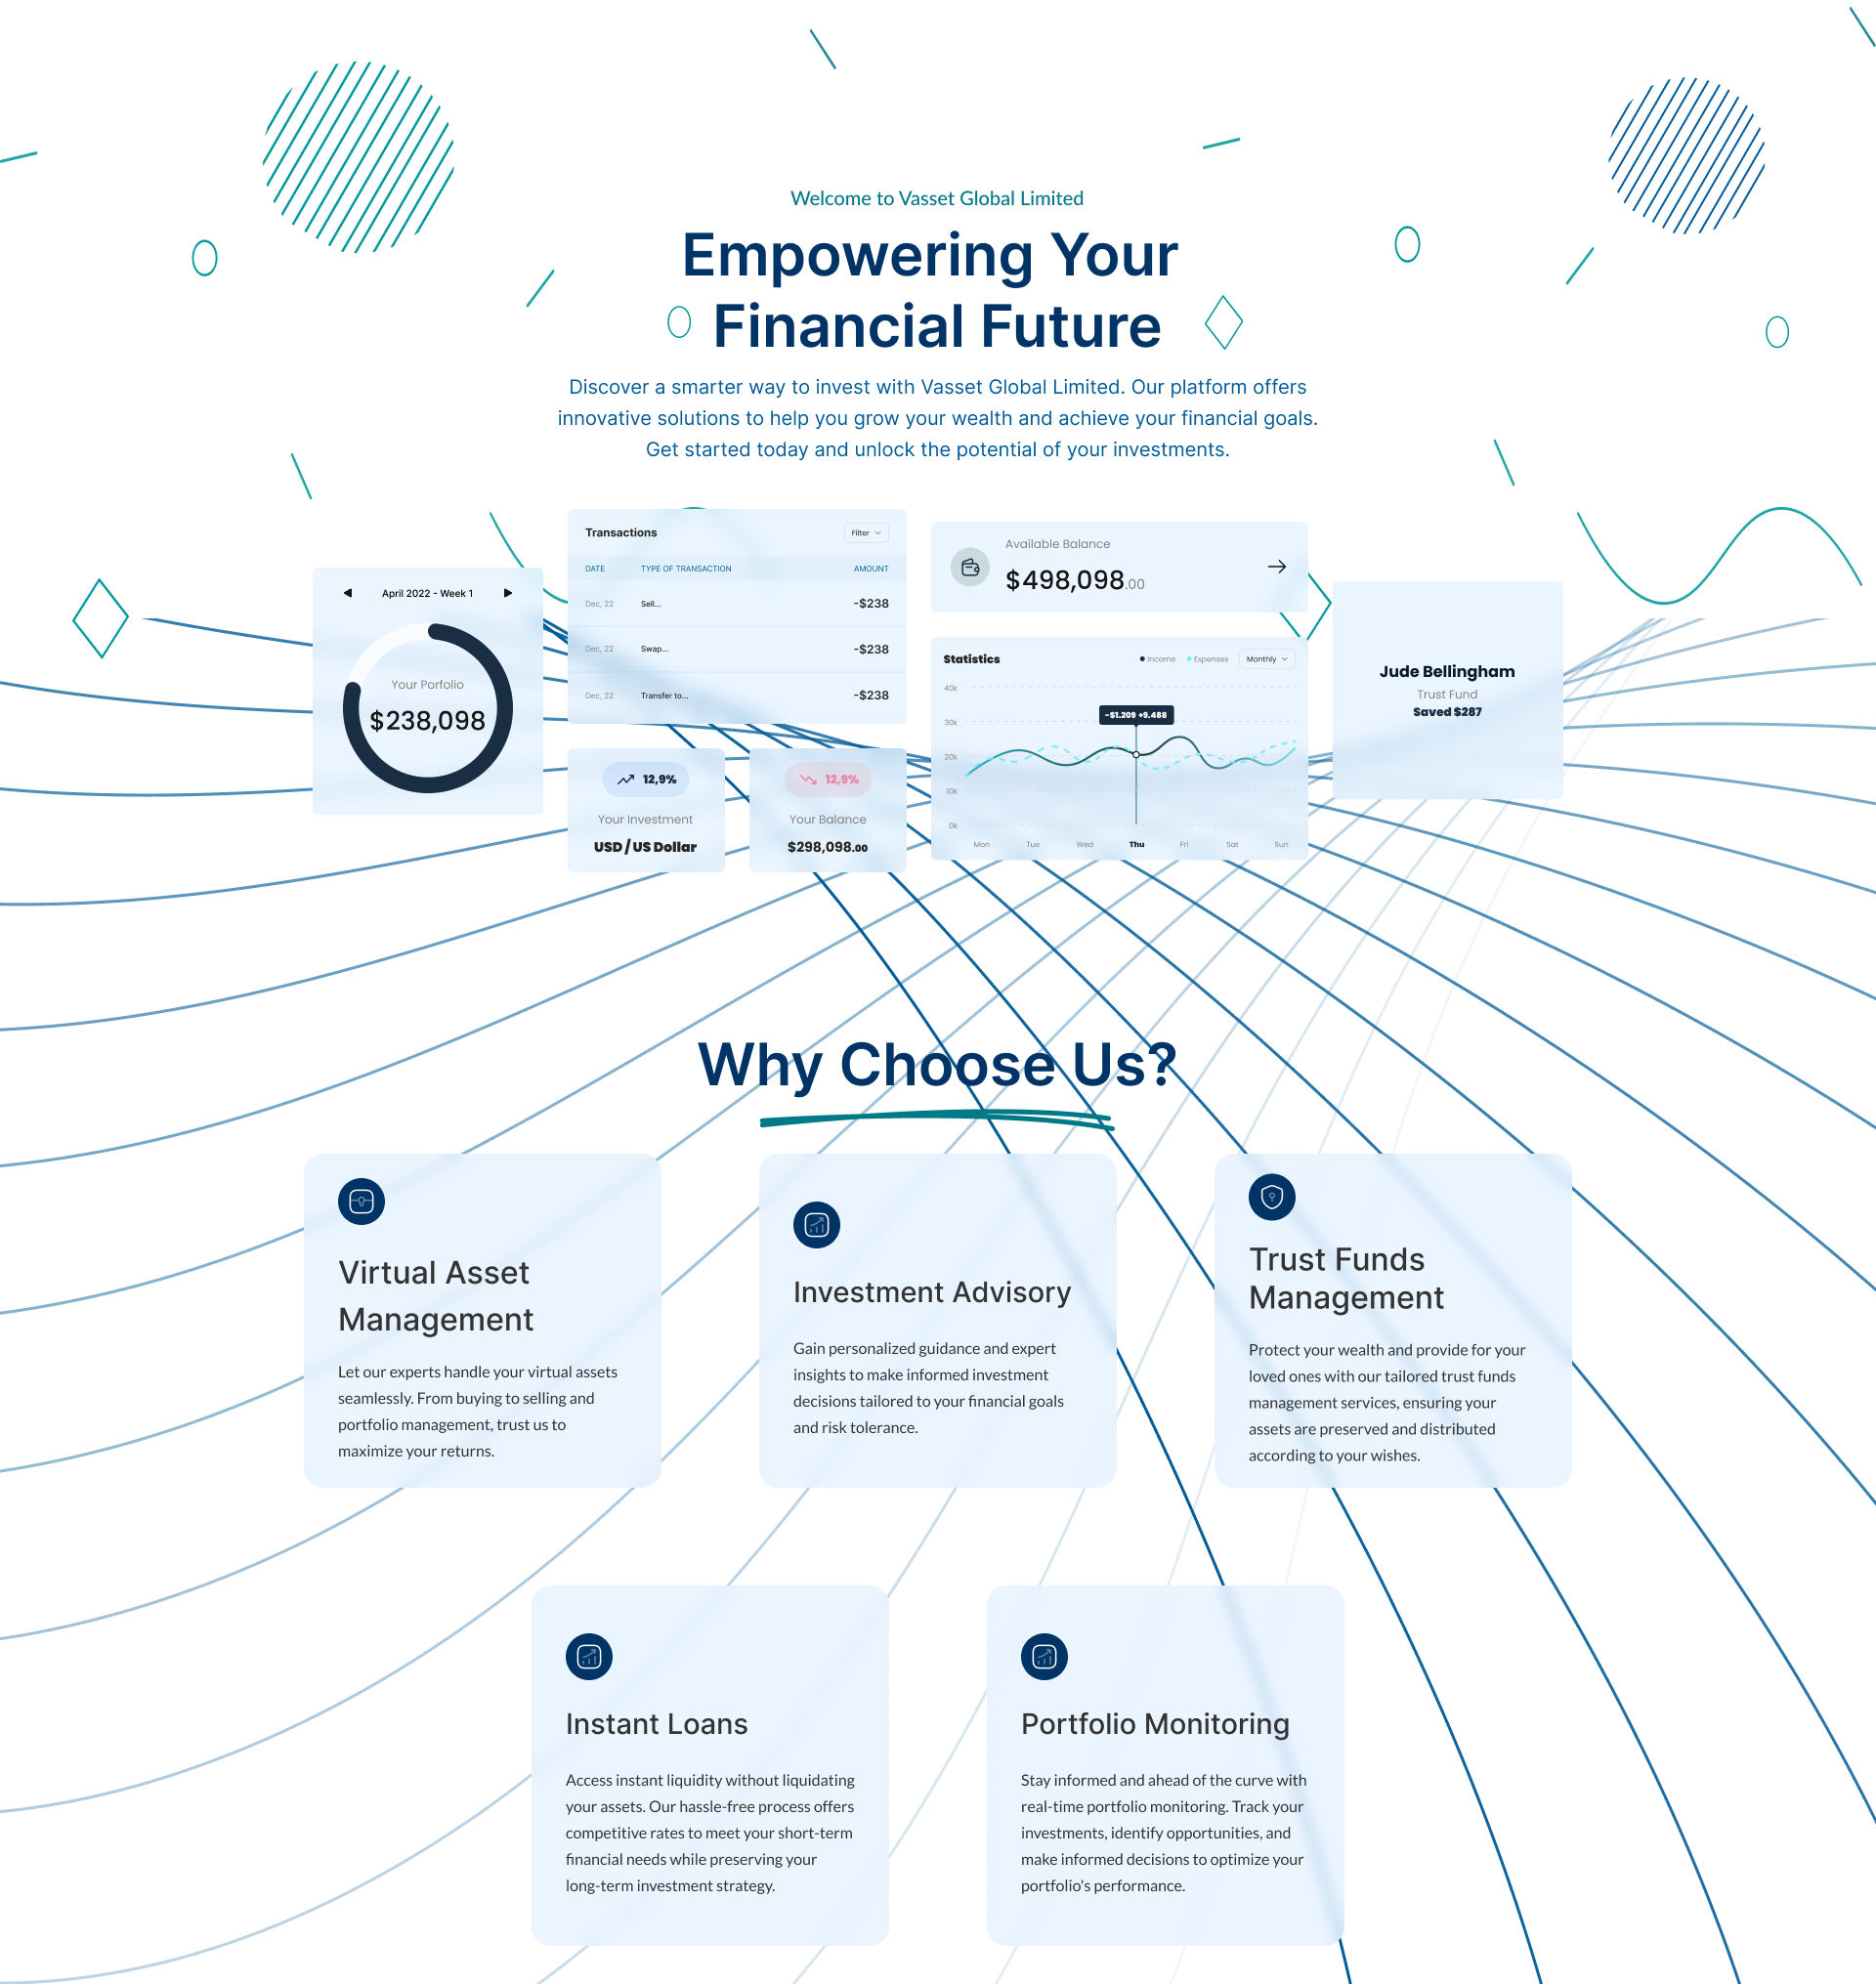 Welcome to Vasset Global Limited
Empowering Your
Financial Future
Discover a smarter way to invest with Vasset Global Limited. Our platform offers
innovative solutions to help you grow your wealth and achieve your financial goals.
Get started today and unlock the potential of your investments.
April 2022 - Week 1
Your Porfolio
$238,098
Transactions
Filter
DATE TYPE OF TRANSACTION AMOUNT
Dec, 22 Sell... -$238
Dec, 22 Swap... -$238
Dec, 22 Transfer to... -$238
12,9%
Your Investment
USD / US Dollar
12,9%
Your Balance
$298,098.00
Available Balance
$498,098.00
Statistics
Income Expenses Monthly
40k
30k
20k
10k
0k
-$1.209 +9.488
Mon Tue Wed Thu Fri Sat Sun
Jude Bellingham
Trust Fund
Saved $287
Why Choose Us?
Virtual Asset
Management
Let our experts handle your virtual assets
seamlessly. From buying to selling and
portfolio management, trust us to
maximize your returns.
Investment Advisory
Gain personalized guidance and expert
insights to make informed investment
decisions tailored to your financial goals
and risk tolerance.
Trust Funds
Management
Protect your wealth and provide for your
loved ones with our tailored trust funds
management services, ensuring your
assets are preserved and distributed
according to your wishes.
Instant Loans
Access instant liquidity without liquidating
your assets. Our hassle-free process offers
competitive rates to meet your short-term
financial needs while preserving your
long-term investment strategy.
Portfolio Monitoring
Stay informed and ahead of the curve with
real-time portfolio monitoring. Track your
investments, identify opportunities, and
make informed decisions to optimize your
portfolio's performance.